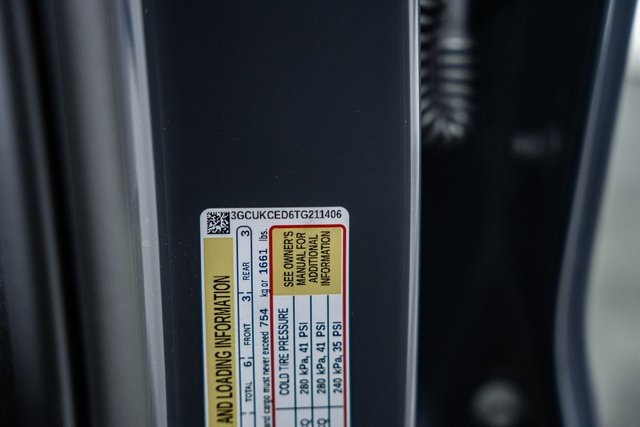 3GCUKCED6TG211406
AND LOADING INFORMATION
TOTAL 6 FRONT 3 REAR 3
and cargo must never exceed 754 kg or 1661 lbs.
COLD TIRE PRESSURE
280 kPa, 41 PSI
280 kPa, 41 PSI
240 kPa, 35 PSI
SEE OWNER'S
MANUAL FOR
ADDITIONAL
INFORMATION